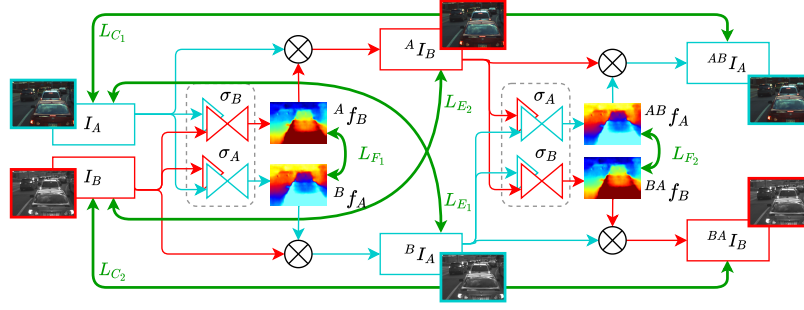 L_{C_1}
^{A}I_B
^{AB}I_A
σ_B
σ_A
I_A
^{A}f_B
L_{E_2}
^{AB}f_A
L_{F_1}
L_{F_2}
I_B
σ_A
σ_B
^{B}f_A
^{BA}f_B
L_{E_1}
^{B}I_A
^{BA}I_B
L_{C_2}